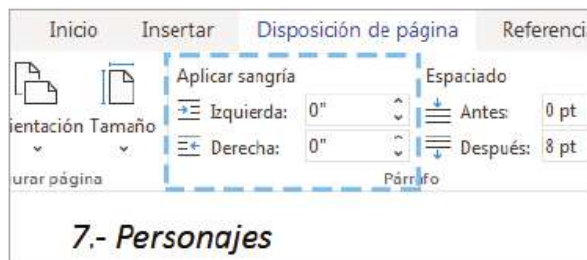 Inicio Insertar Disposición de página Referenci
Aplicar sangría Espaciado
Izquierda: 0" Antes: 0 pt
ientación Tamaño
Derecha: 0" Después: 8 pt
urar página Párrafo
7.- Personajes